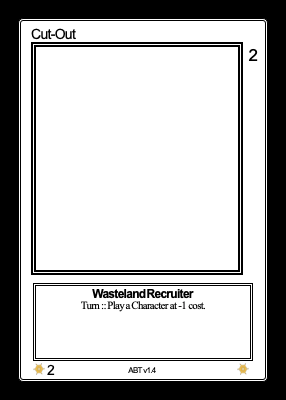 Cut-Out
2
Wasteland Recruiter
Turn :: Play a Character at -1 cost.
2
ABT v1.4